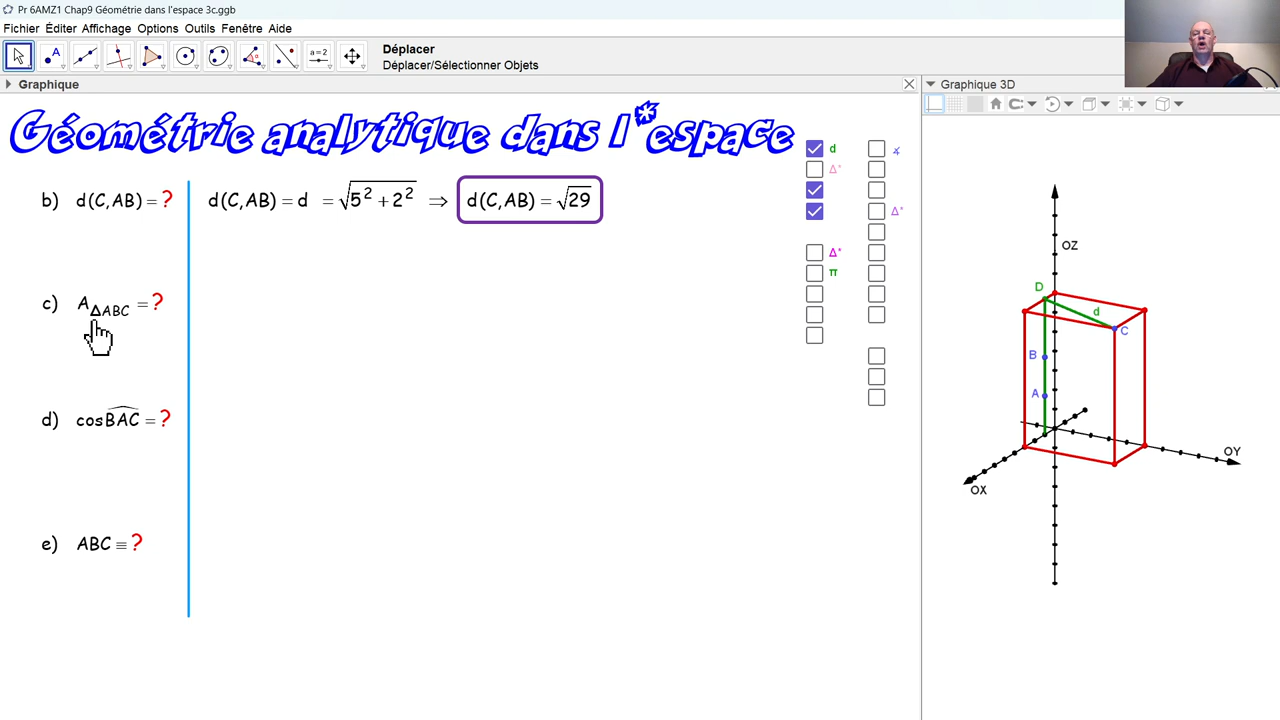 Pr 6AMZ1 Chap9 Géométrie dans l'espace 3c.ggb
Fichier Éditer Affichage Options Outils Fenêtre Aide
A
a=2
Déplacer
Déplacer/Sélectionner Objets
Graphique
Graphique 3D
Géométrie analytique dans l'espace
d
∡
Δ*
Δ*
Δ*
π
b) d(C,AB) = ? d(C,AB) = d = √(5² + 2²) ⇒ d(C,AB) = √29
c) A ΔABC = ?
d) cos BAC = ?
e) ABC ≡ ?
OZ
D
d
C
B
A
OY
OX